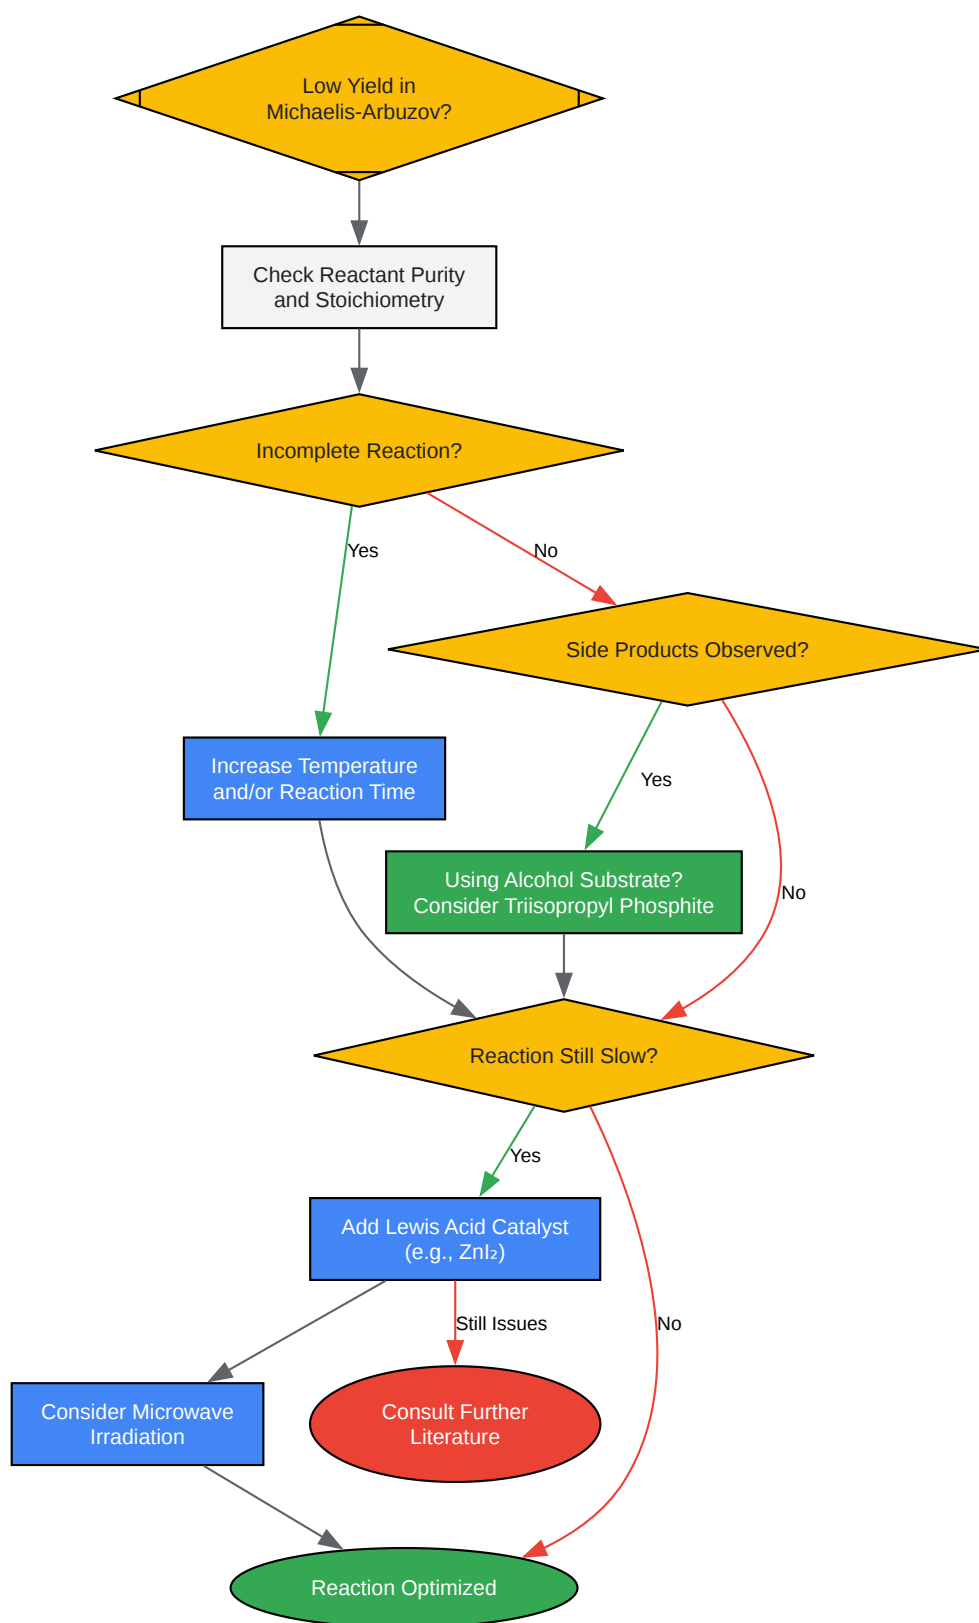 Low Yield in
Michaelis-Arbuzov?
Check Reactant Purity
and Stoichiometry
Incomplete Reaction?
Yes
No
Side Products Observed?
Increase Temperature
and/or Reaction Time
Yes
Using Alcohol Substrate?
Consider Triisopropyl Phosphite
No
Reaction Still Slow?
Yes
Add Lewis Acid Catalyst
(e.g., ZnI₂)
Still Issues
No
Consider Microwave
Irradiation
Consult Further
Literature
Reaction Optimized